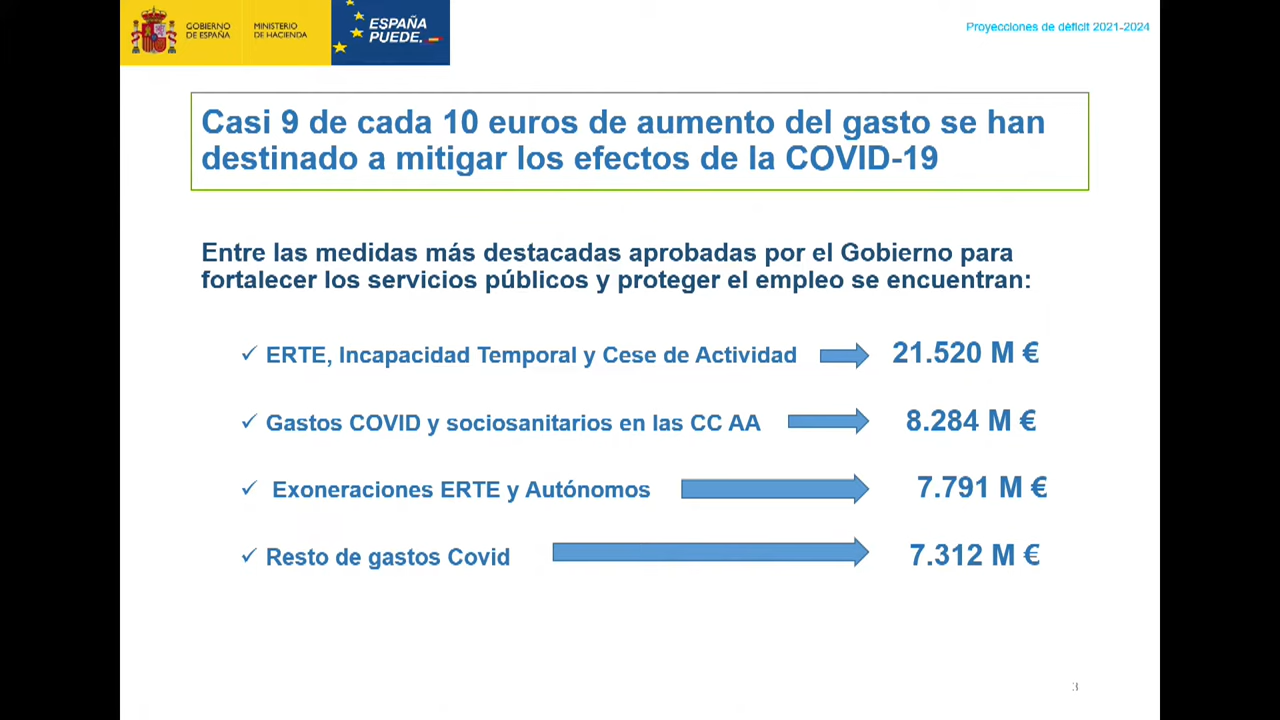 GOBIERNO
DE ESPAÑA
MINISTERIO
DE HACIENDA
ESPAÑA
PUEDE.
Proyecciones de déficit 2021-2024
Casi 9 de cada 10 euros de aumento del gasto se han
destinado a mitigar los efectos de la COVID-19
Entre las medidas más destacadas aprobadas por el Gobierno para
fortalecer los servicios públicos y proteger el empleo se encuentran:
✓ ERTE, Incapacidad Temporal y Cese de Actividad 21.520 M €
✓ Gastos COVID y sociosanitarios en las CC AA 8.284 M €
✓ Exoneraciones ERTE y Autónomos 7.791 M €
✓ Resto de gastos Covid 7.312 M €
3